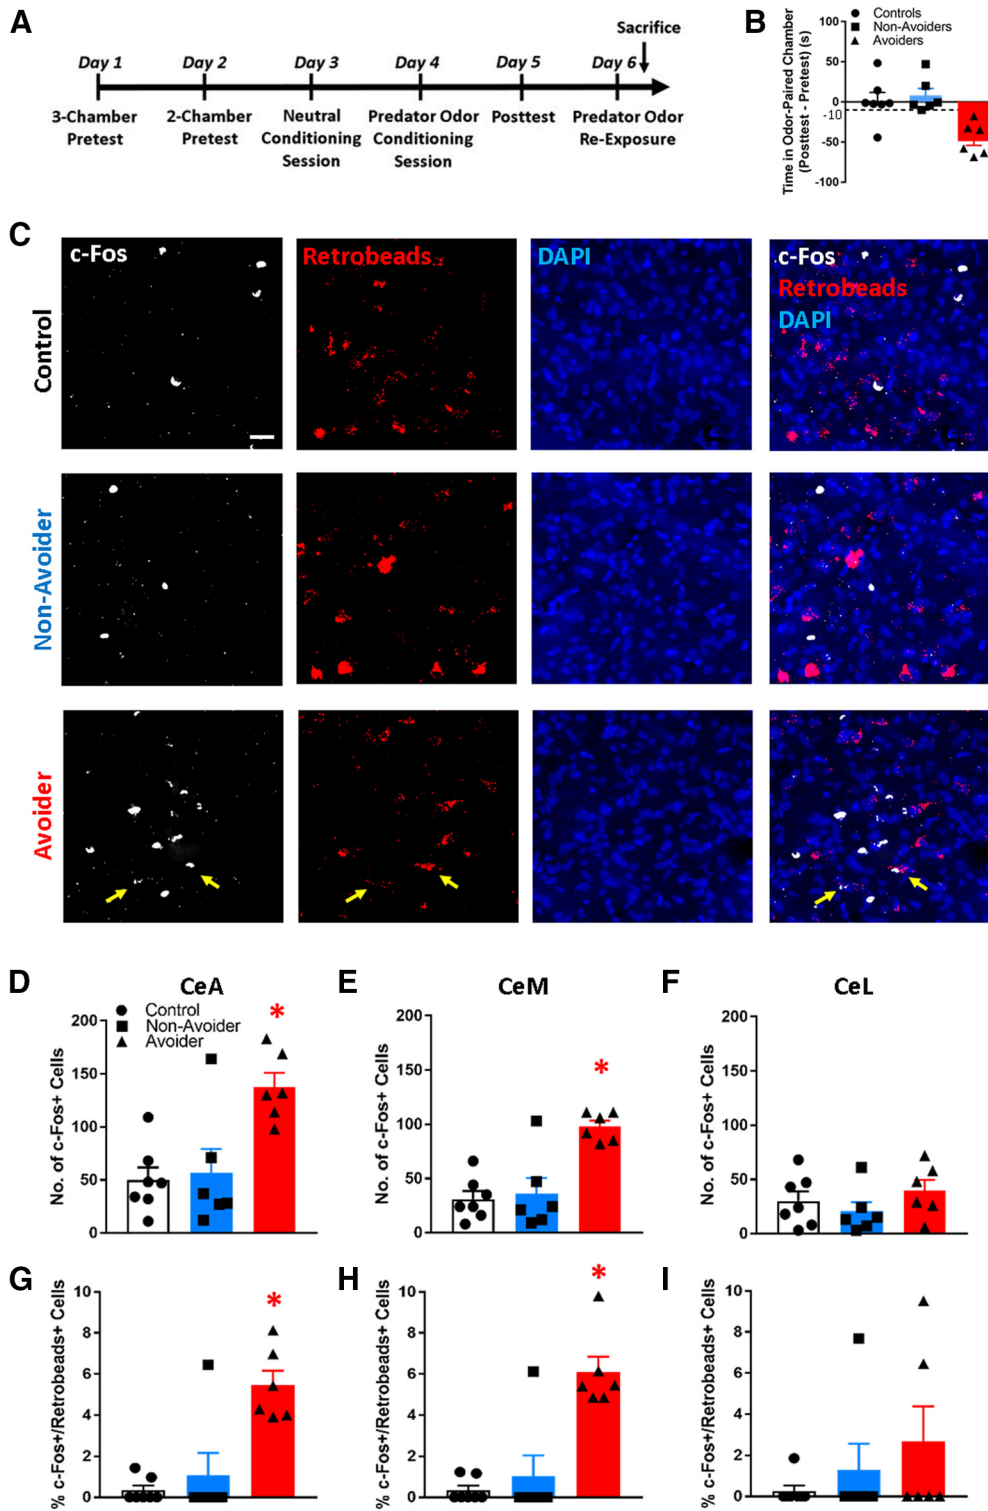 A
Sacrifice
Day 1 Day 2 Day 3 Day 4 Day 5 Day 6
3-Chamber Pretest
2-Chamber Pretest
Neutral Conditioning Session
Predator Odor Conditioning Session
Posttest
Predator Odor Re-Exposure
B
Controls
Non-Avoiders
Avoiders
Time in Odor-Paired Chamber
(Posttest - Pretest) (s)
100
50
0
-10
-50
-100
C
c-Fos
Retrobeads
DAPI
c-Fos
Retrobeads
DAPI
Control
Non-Avoider
Avoider
D
CeA
Control
Non-Avoider
Avoider
*
No. of c-Fos+ Cells
200
150
100
50
0
E
CeM
*
No. of c-Fos+ Cells
200
150
100
50
0
F
CeL
No. of c-Fos+ Cells
200
150
100
50
0
G
*
% c-Fos+/Retrobeads+ Cells
10
8
6
4
2
0
H
*
% c-Fos+/Retrobeads+ Cells
10
8
6
4
2
0
I
% c-Fos+/Retrobeads+ Cells
10
8
6
4
2
0